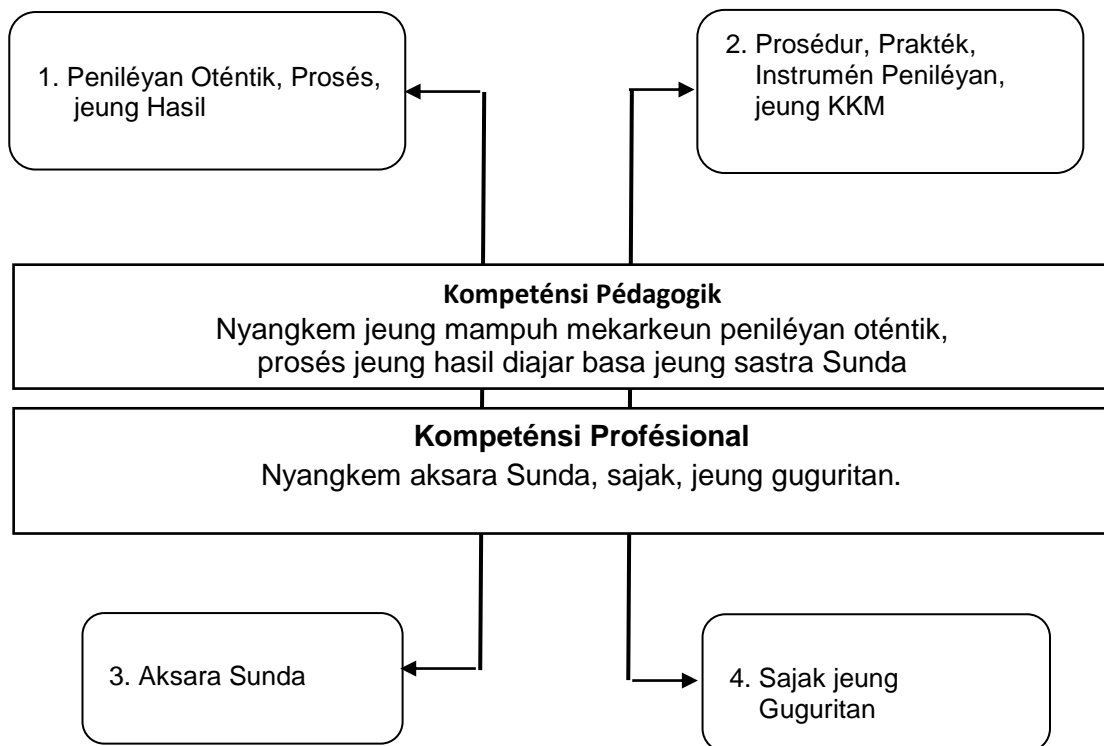 1. Peniléyan Oténtik, Prosés,
jeung Hasil
2. Prosédur, Prakték,
Instrumén Peniléyan,
jeung KKM
Kompeténsi Pédagogik
Nyangkem jeung mampuh mekarkeun peniléyan oténtik,
prosés jeung hasil diajar basa jeung sastra Sunda
Kompeténsi Profésional
Nyangkem aksara Sunda, sajak, jeung guguritan.
3. Aksara Sunda
4. Sajak jeung
Guguritan